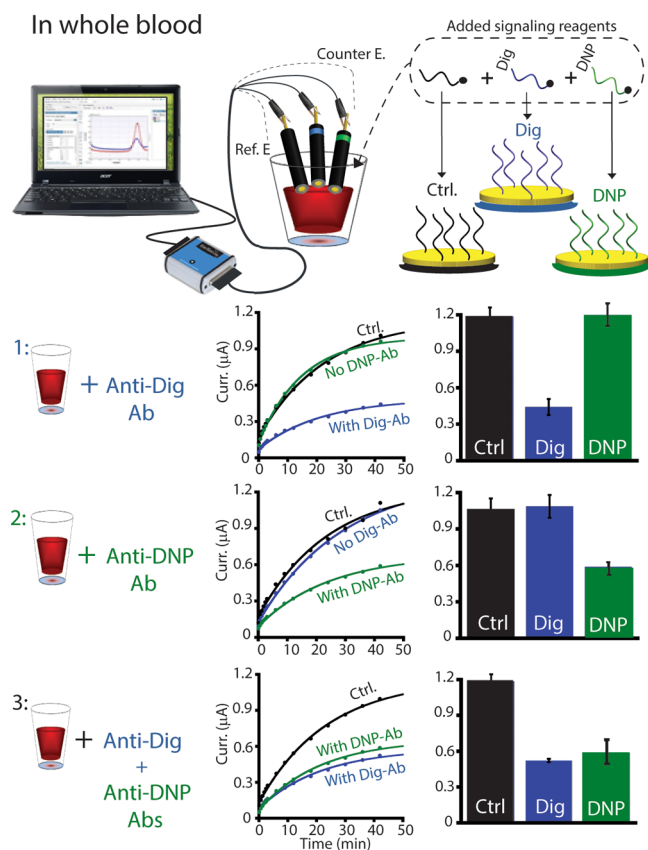 In whole blood
Added signaling reagents
Counter E.
Ref. E
+ Dig + DNP
Dig
Ctrl.
DNP
acer
1:
+ Anti-Dig
Ab
Curr. (µA)
1.2
0.9
0.6
0.3
0
0 10 20 30 40 50
Ctrl.
No DNP-Ab
With Dig-Ab
1.2
0.9
0.6
0.3
0
Ctrl Dig DNP
2:
+ Anti-DNP
Ab
Curr. (µA)
1.2
0.9
0.6
0.3
0
0 10 20 30 40 50
Ctrl.
No Dig-Ab
With DNP-Ab
1.2
0.9
0.6
0.3
0
Ctrl Dig DNP
3:
+ Anti-Dig
+
Anti-DNP
Abs
Curr. (µA)
1.2
0.9
0.6
0.3
0
0 10 20 30 40 50
Time (min)
Ctrl.
With DNP-Ab
With Dig-Ab
1.2
0.9
0.6
0.3
0
Ctrl Dig DNP